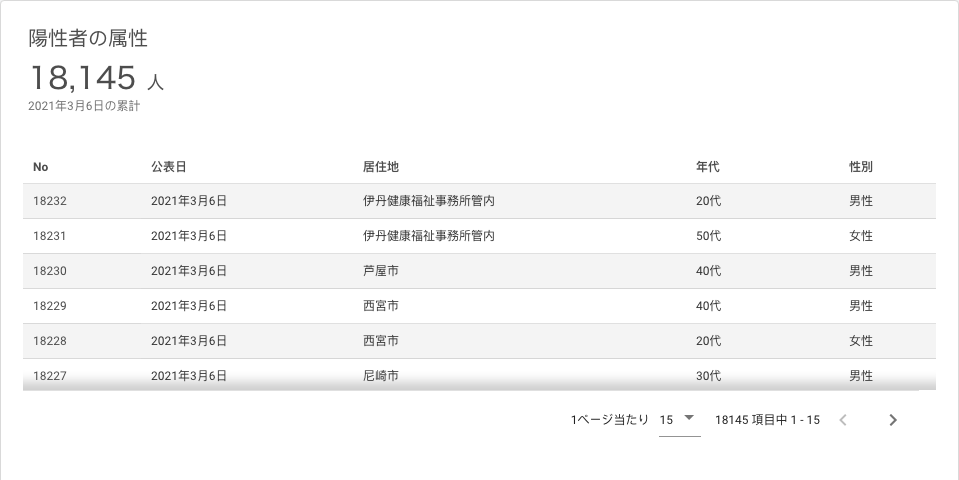 陽性者の属性
18,145 人
2021年3月6日の累計
No 公表日 居住地 年代 性別
18232 2021年3月6日 伊丹健康福祉事務所管内 20代 男性
18231 2021年3月6日 伊丹健康福祉事務所管内 50代 女性
18230 2021年3月6日 芦屋市 40代 男性
18229 2021年3月6日 西宮市 40代 男性
18228 2021年3月6日 西宮市 20代 女性
18227 2021年3月6日 尼崎市 30代 男性
1ページ当たり 15 18145 項目中 1 - 15